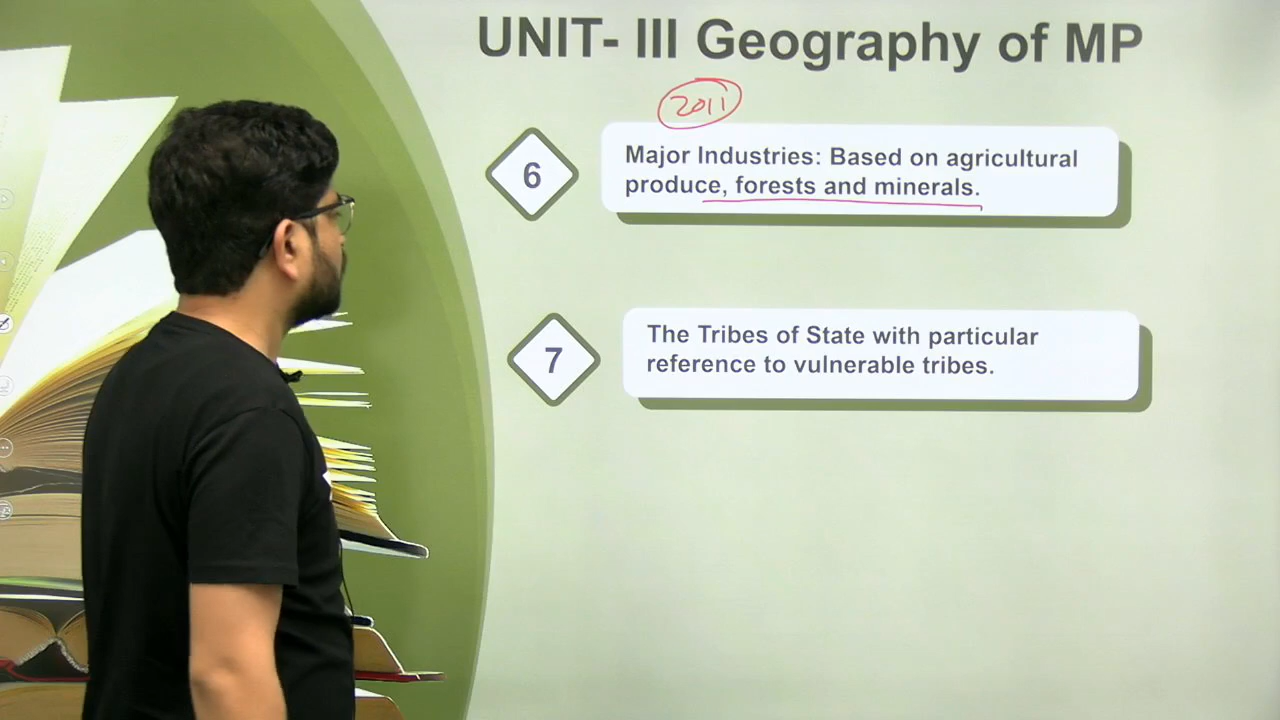 UNIT- III Geography of MP
2011
6
Major Industries: Based on agricultural
produce, forests and minerals.
7
The Tribes of State with particular
reference to vulnerable tribes.